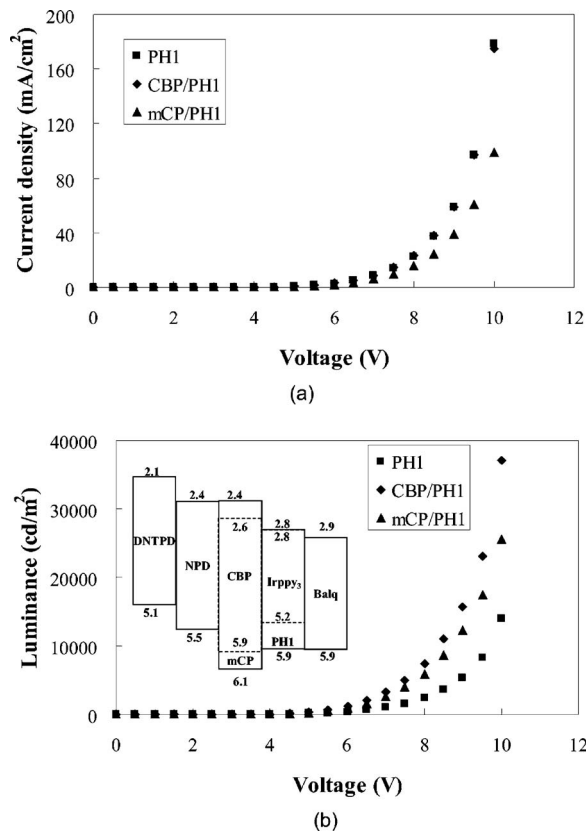 200
160
120
80
40
0
Current density (mA/cm²)
PH1
CBP/PH1
mCP/PH1
0 2 4 6 8 10 12
Voltage (V)
(a)
40000
30000
20000
10000
0
Luminance (cd/m²)
PH1
CBP/PH1
mCP/PH1
2.1
2.4 2.4
2.6 2.8 2.9
2.8
DNTPD
NPD CBP Irppy₃ Balq
5.1 5.2
5.5 5.9 PH1
mCP 5.9 5.9
6.1
0 2 4 6 8 10 12
Voltage (V)
(b)